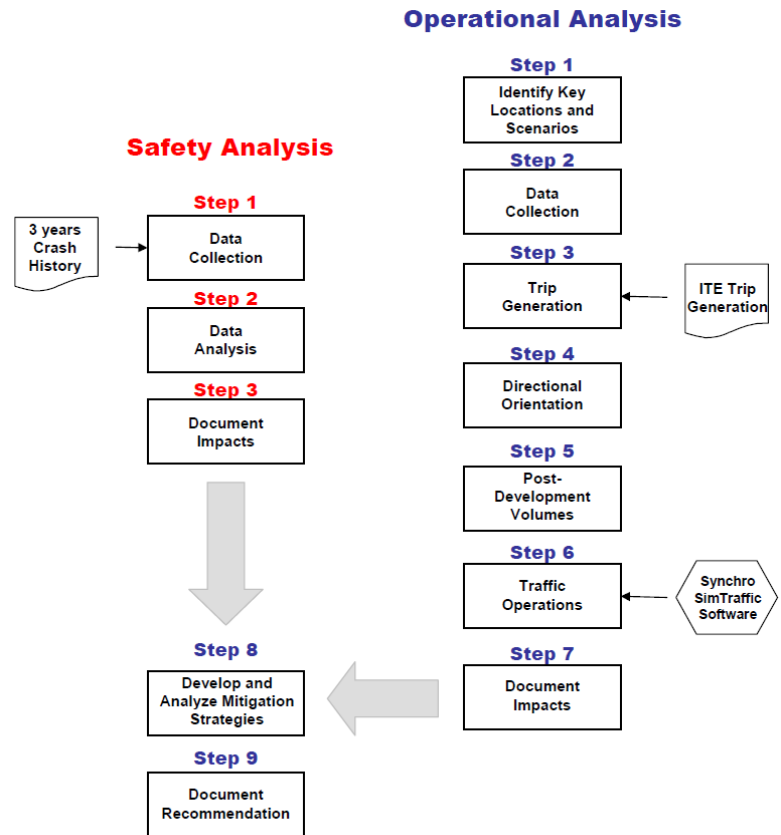 Operational Analysis
Step 1
Identify Key
Locations and
Scenarios
Step 2
Data
Collection
Step 3
Trip
Generation
ITE Trip
Generation
Step 4
Directional
Orientation
Step 5
Post-
Development
Volumes
Step 6
Traffic
Operations
Synchro
SimTraffic
Software
Step 7
Document
Impacts
Safety Analysis
Step 1
3 years
Crash
History
Data
Collection
Step 2
Data
Analysis
Step 3
Document
Impacts
Step 8
Develop and
Analyze Mitigation
Strategies
Step 9
Document
Recommendation